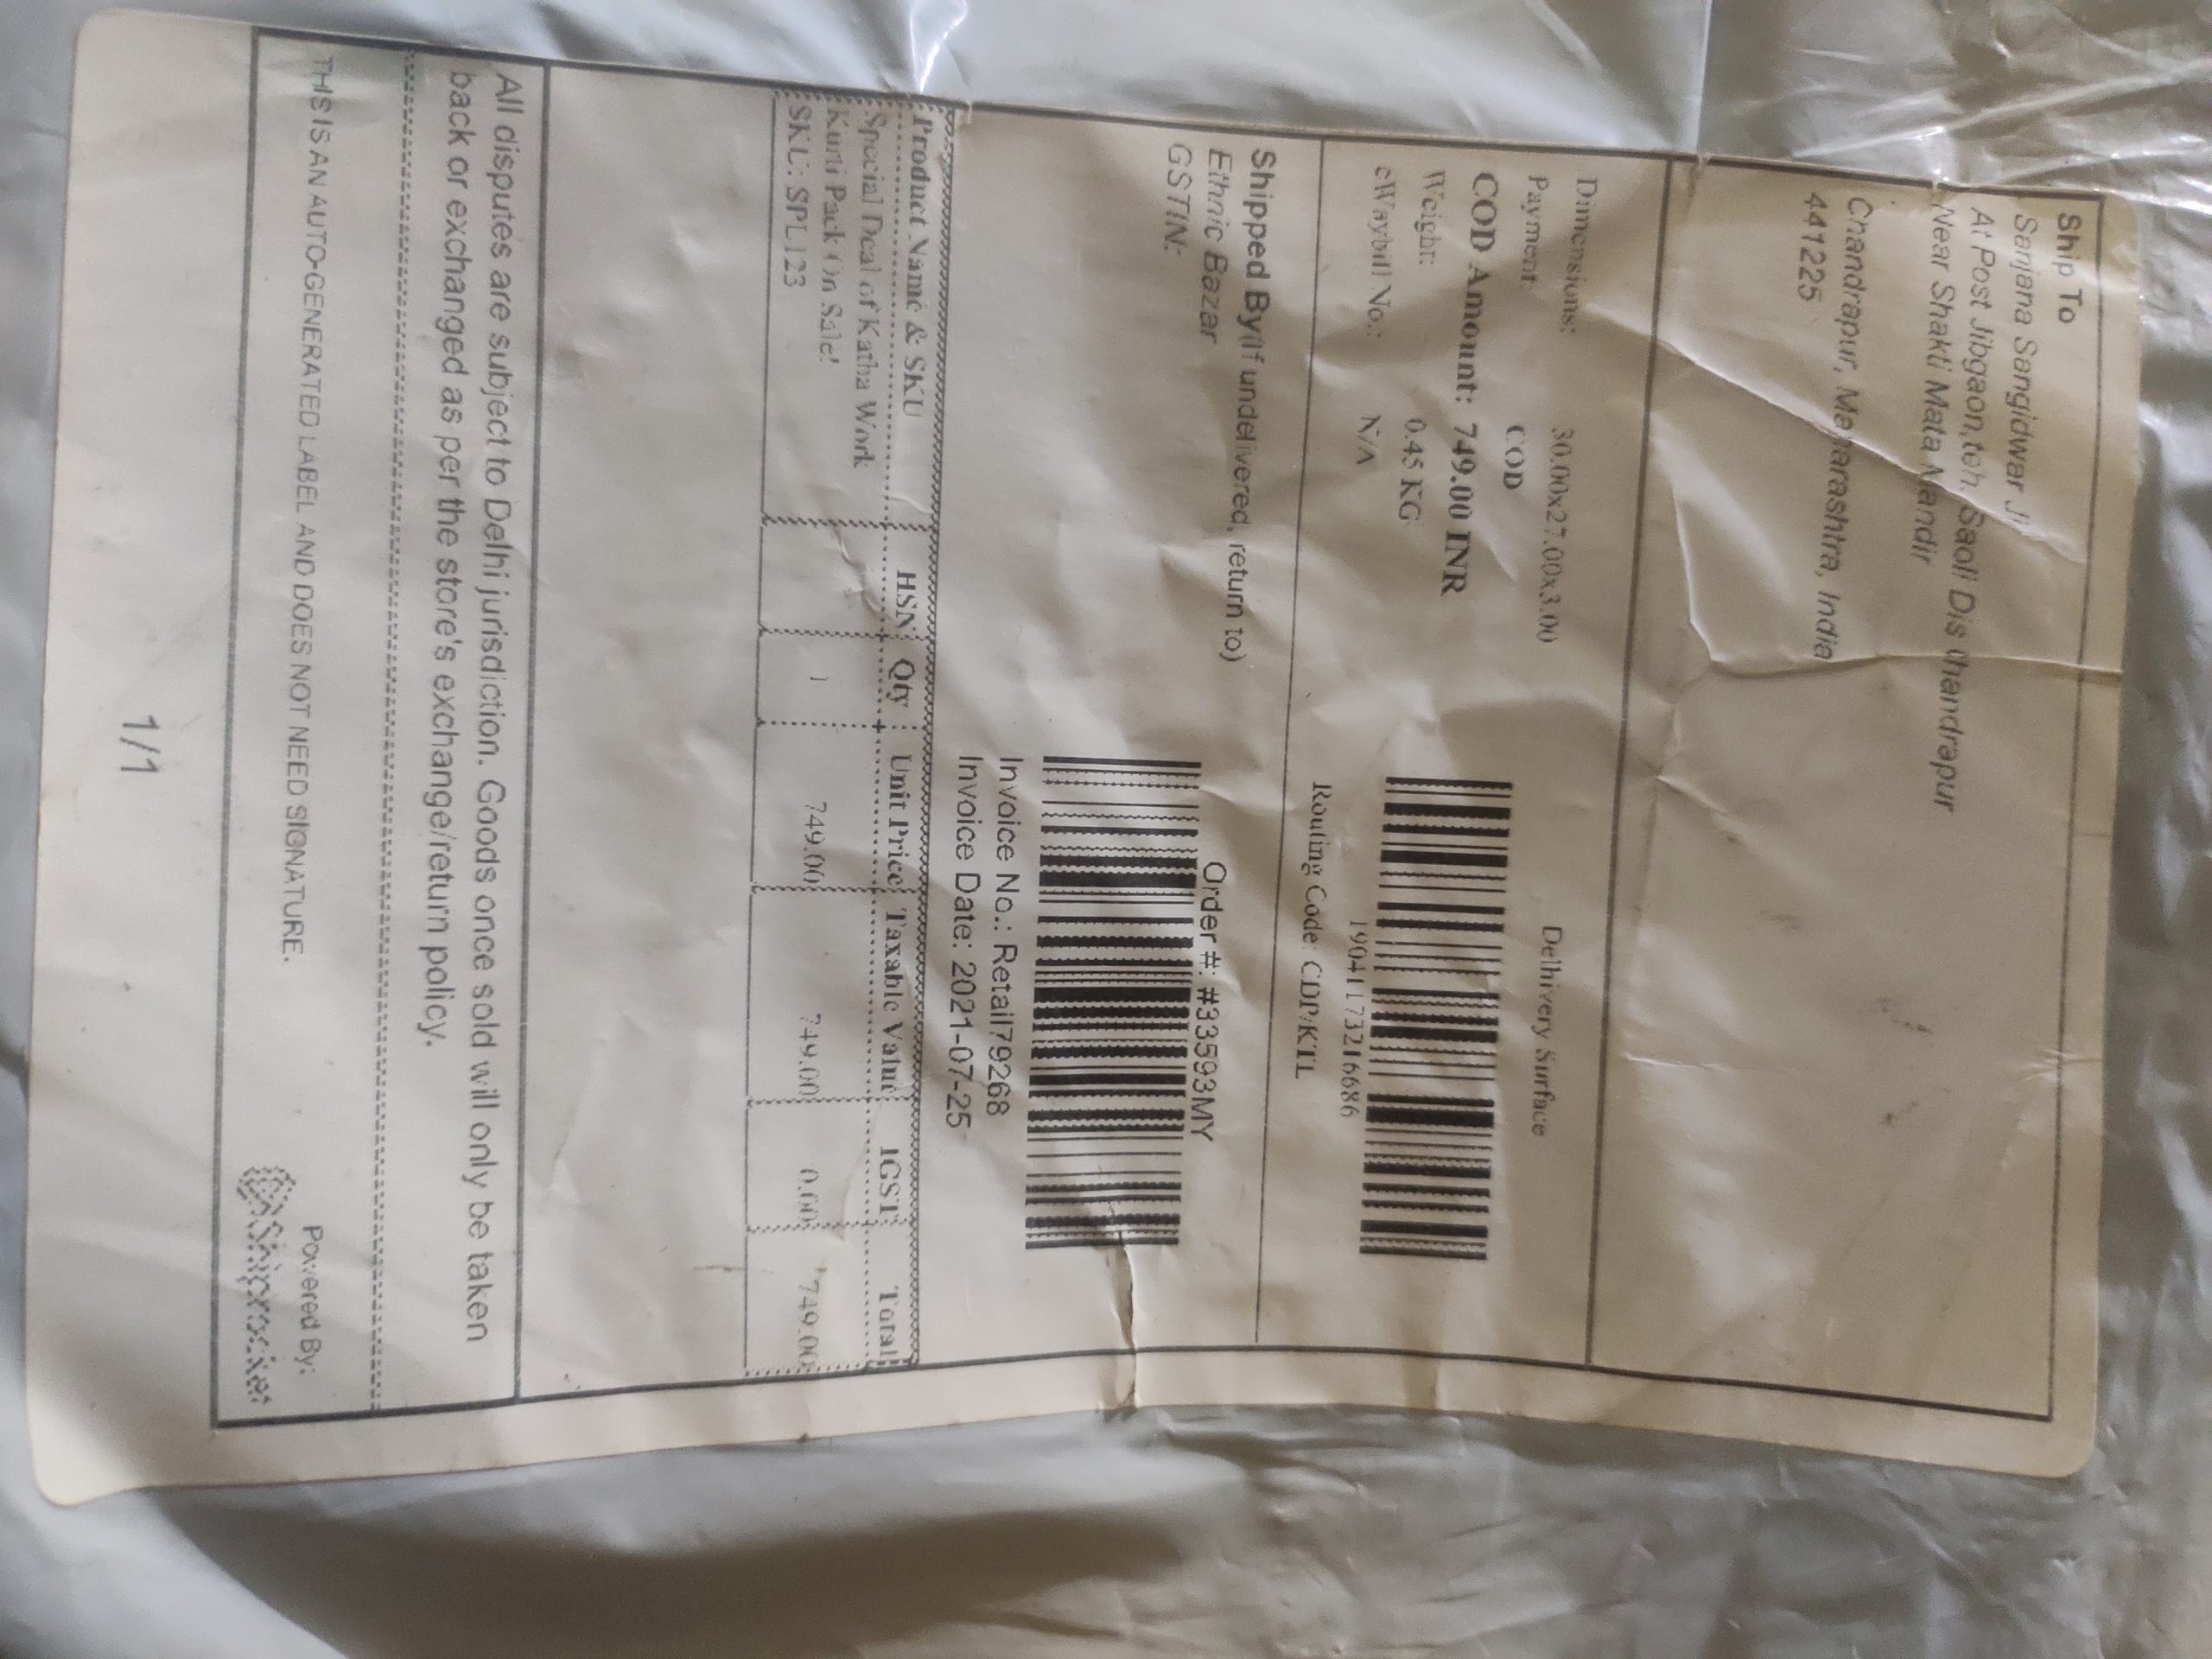 Ship To
Sanjana Sangidwar Ji
At Post Jibgaon,teh Saoli Dis chandrapur
Near Shakti Mata Mandir
Chandrapur, Maharashtra, India
441225
Dimensions: 30.00x27.00x3.00
Payment: COD
COD Amount: 749.00 INR
Weight: 0.45 KG
eWaybill No.: N/A
Delhivery Surface
19041173216686
Routing Code: CDP/KTL
Shipped By(If undelivered, return to)
Ethnic Bazar
GSTIN:
Order #: #33593MY
Invoice No.: Retail79268
Invoice Date: 2021-07-25
Product Name & SKU HSN Qty Unit Price Taxable Value IGST Total
Special Deal of Katha Work
Kurti Pack On Sale!
SKU: SPL123 1 749.00 749.00 0.00 749.00
All disputes are subject to Delhi jurisdiction. Goods once sold will only be taken
back or exchanged as per the store's exchange/return policy.
THIS IS AN AUTO-GENERATED LABEL AND DOES NOT NEED SIGNATURE.
Powered By:
Shiprocket
1/1